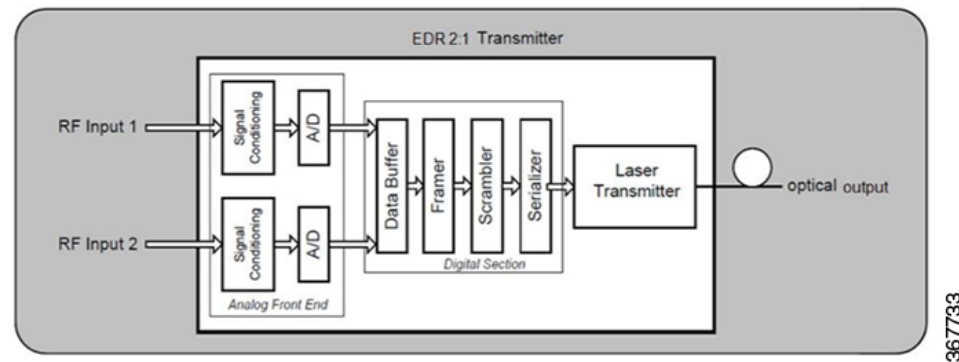 EDR 2:1 Transmitter
RF Input 1
Signal
Conditioning
A/D
RF Input 2
Signal
Conditioning
A/D
Analog Front End
Data Buffer
Framer
Scrambler
Serializer
Digital Section
Laser
Transmitter
optical output
367733